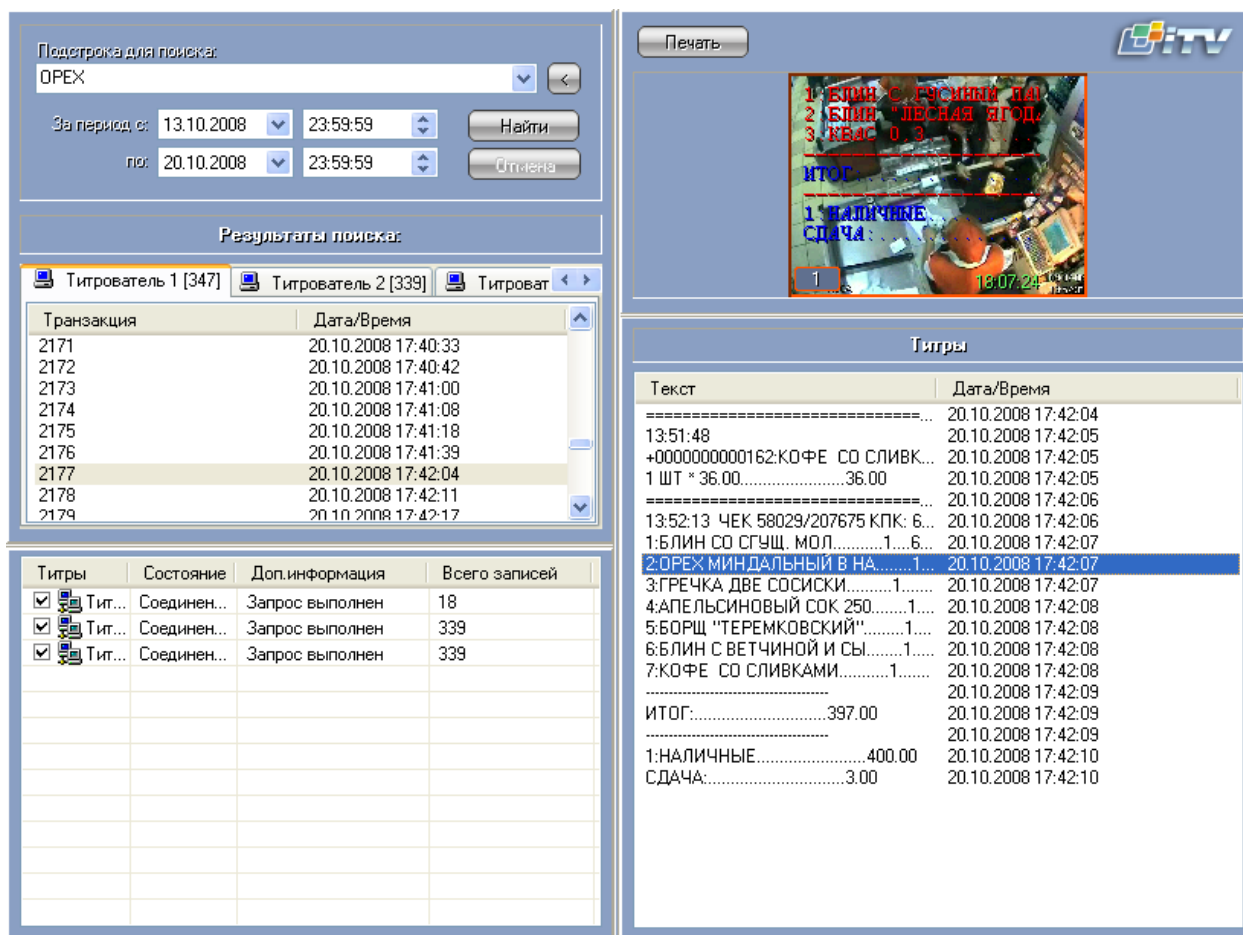 Подстрока для поиска:
ОРЕХ
<
За период с: 13.10.2008 23:59:59 Найти
по: 20.10.2008 23:59:59 Отмена
Результаты поиска:
Титрователь 1 [347] Титрователь 2 [339] Титроват
Транзакция Дата/Время
2171 20.10.2008 17:40:33
2172 20.10.2008 17:40:42
2173 20.10.2008 17:41:00
2174 20.10.2008 17:41:08
2175 20.10.2008 17:41:18
2176 20.10.2008 17:41:39
2177 20.10.2008 17:42:04
2178 20.10.2008 17:42:11
2179 20.10.2008 17:42:17
Титры Состояние Доп.информация Всего записей
Тит... Соединен... Запрос выполнен 18
Тит... Соединен... Запрос выполнен 339
Тит... Соединен... Запрос выполнен 339
Печать
iTV
1 БЛИН С ГУСИНЫМ ПАШ
2 БЛИН "ЛЕСНАЯ ЯГОДА
3 КВАС 0,3
ИТОГ
1:НАЛИЧНЫЕ
СДАЧА:
1
18:07:24
Титры
Текст Дата/Время
==============================... 20.10.2008 17:42:04
13:51:48 20.10.2008 17:42:05
+0000000000162:КОФЕ СО СЛИВК... 20.10.2008 17:42:05
1 ШТ * 36.00.......................36.00 20.10.2008 17:42:05
==============================... 20.10.2008 17:42:06
13:52:13 ЧЕК 58029/207675 КПК: 6... 20.10.2008 17:42:06
1:БЛИН СО СГУЩ. МОЛ...........1....6... 20.10.2008 17:42:07
2:ОРЕХ МИНДАЛЬНЫЙ В НА........1... 20.10.2008 17:42:07
3:ГРЕЧКА ДВЕ СОСИСКИ..........1...... 20.10.2008 17:42:07
4:АПЕЛЬСИНОВЫЙ СОК 250........1.... 20.10.2008 17:42:08
5:БОРЩ "ТЕРЕМКОВСКИЙ".........1.... 20.10.2008 17:42:08
6:БЛИН С ВЕТЧИНОЙ И СЫ........1..... 20.10.2008 17:42:08
7:КОФЕ СО СЛИВКАМИ...........1....... 20.10.2008 17:42:08
---------------------------------------- 20.10.2008 17:42:09
ИТОГ:.............................397.00 20.10.2008 17:42:09
---------------------------------------- 20.10.2008 17:42:09
1:НАЛИЧНЫЕ........................400.00 20.10.2008 17:42:10
СДАЧА:..............................3.00 20.10.2008 17:42:10